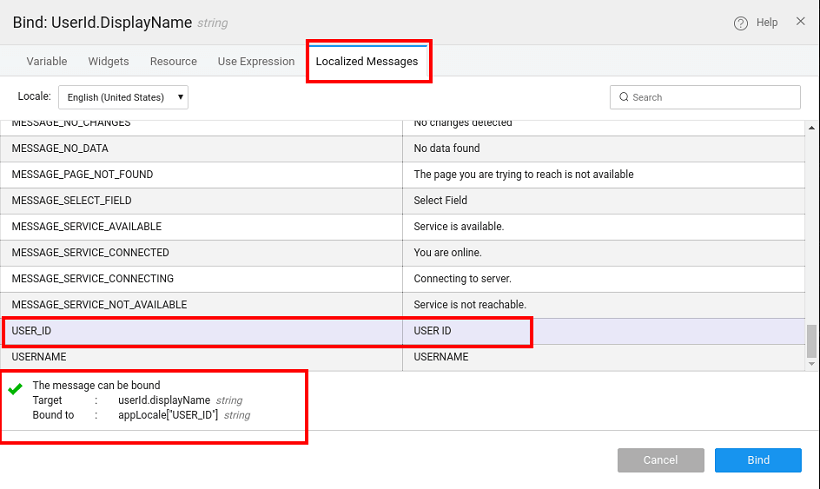 Bind: UserId.DisplayName string Help
Variable Widgets Resource Use Expression Localized Messages
Locale: English (United States) Search
MESSAGE_NO_CHANGES No changes detected
MESSAGE_NO_DATA No data found
MESSAGE_PAGE_NOT_FOUND The page you are trying to reach is not available
MESSAGE_SELECT_FIELD Select Field
MESSAGE_SERVICE_AVAILABLE Service is available.
MESSAGE_SERVICE_CONNECTED You are online.
MESSAGE_SERVICE_CONNECTING Connecting to server.
MESSAGE_SERVICE_NOT_AVAILABLE Service is not reachable.
USER_ID USER ID
USERNAME USERNAME
The message can be bound
Target : userId.displayName string
Bound to : appLocale["USER_ID"] string
Cancel Bind